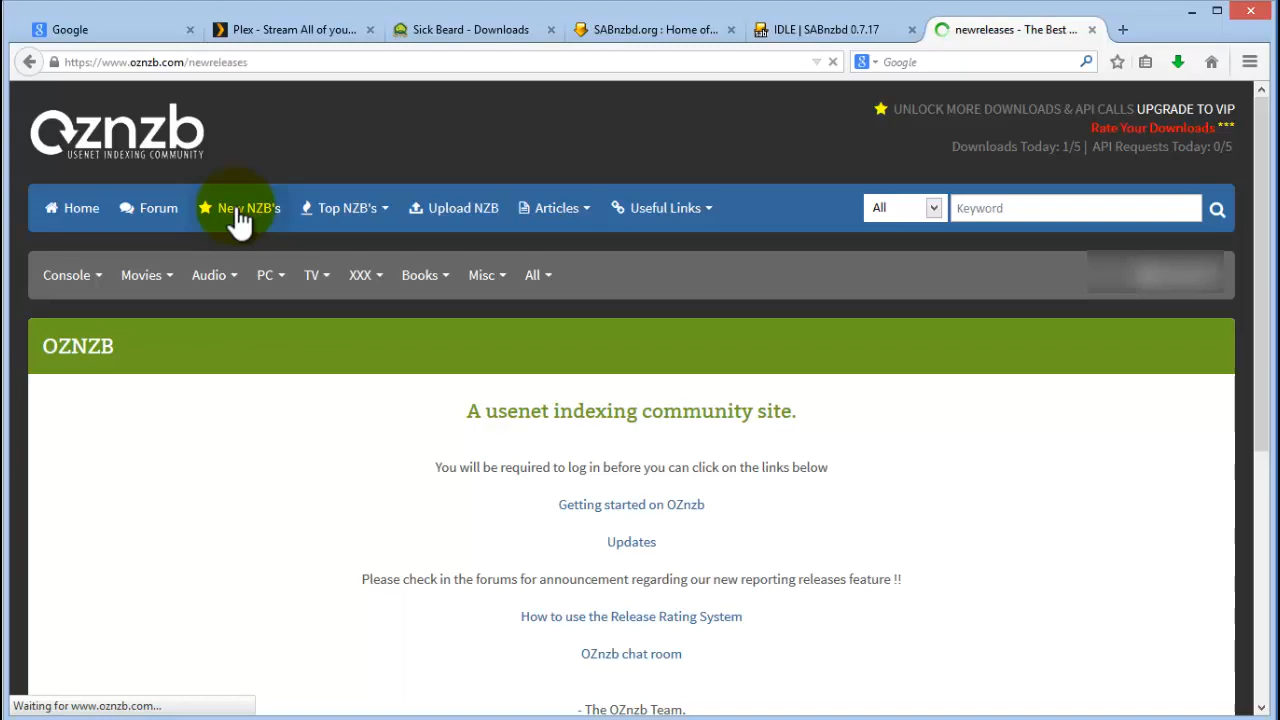 Google
Plex - Stream All of you...
Sick Beard - Downloads
SABnzbd.org : Home of...
IDLE | SABnzbd 0.7.17
newreleases - The Best ...
https://www.oznzb.com/newreleases
Google
Oznzb
USENET INDEXING COMMUNITY
UNLOCK MORE DOWNLOADS & API CALLS UPGRADE TO VIP
Rate Your Downloads ***
Downloads Today: 1/5 | API Requests Today: 0/5
Home Forum New NZB's Top NZB's Upload NZB Articles Useful Links All Keyword
Console Movies Audio PC TV XXX Books Misc All
OZNZB
A usenet indexing community site.
You will be required to log in before you can click on the links below
Getting started on OZnzb
Updates
Please check in the forums for announcement regarding our new reporting releases feature !!
How to use the Release Rating System
OZnzb chat room
- The OZnzb Team.
Waiting for www.oznzb.com...